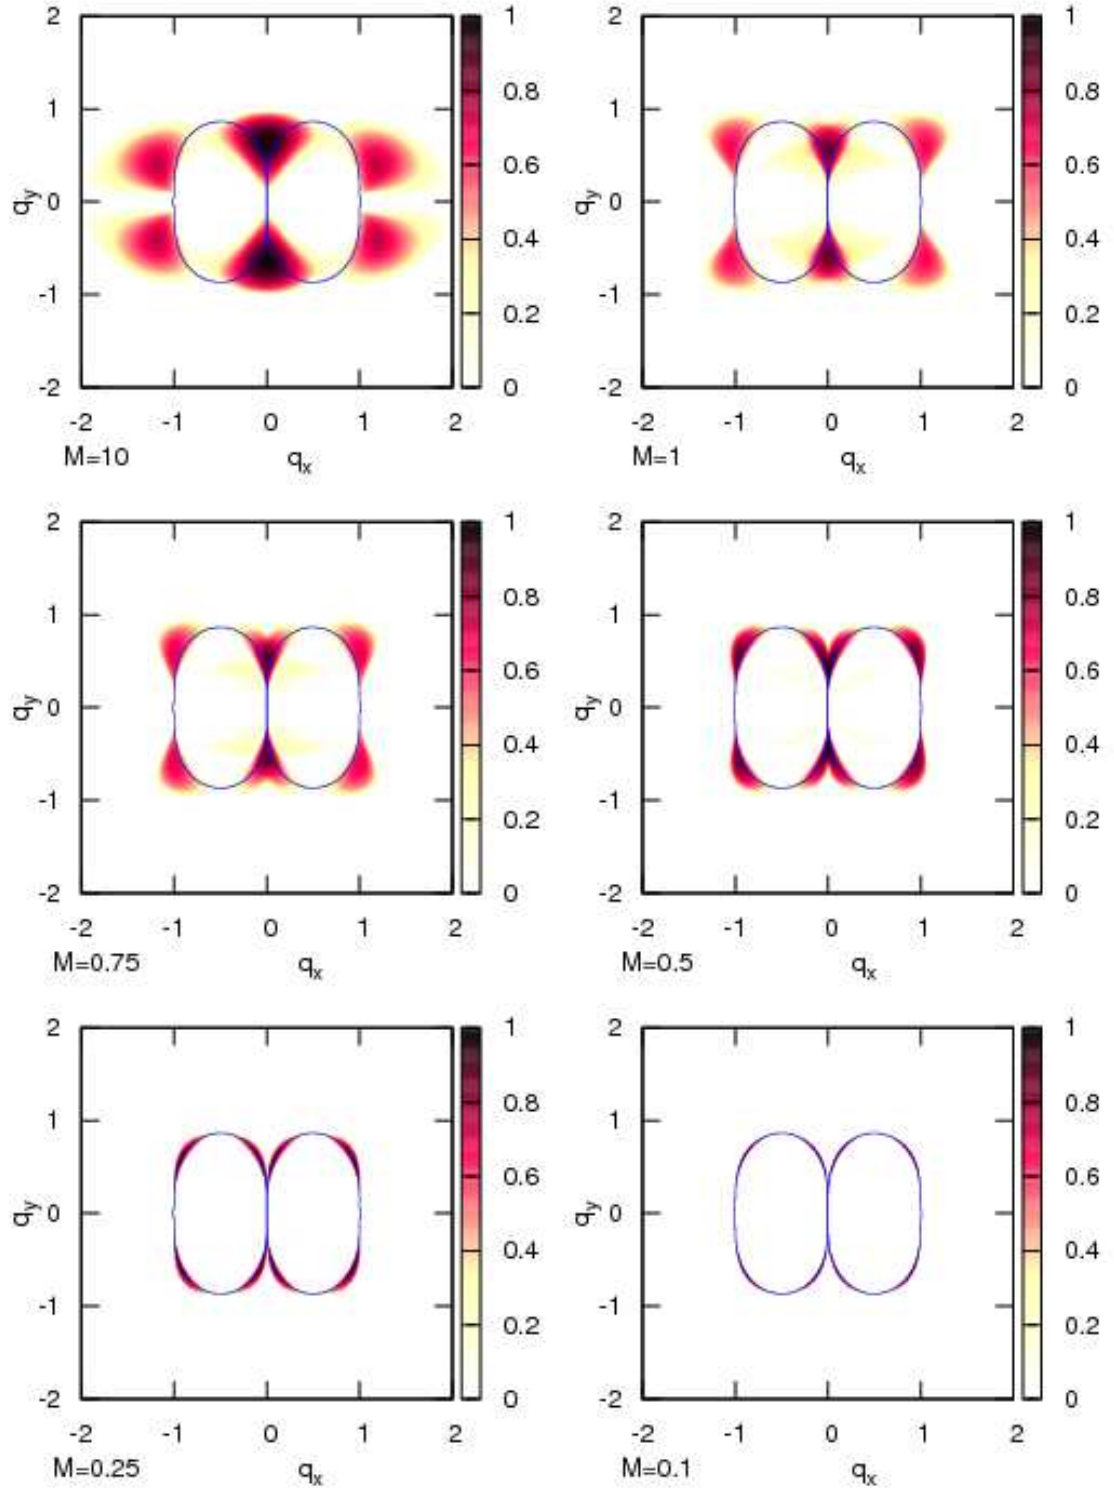 2 1 2 1
1 0.8 1 0.8
q_y 0 0.6 q_y 0 0.6
0.4 0.4
-1 0.2 -1 0.2
-2 0 -2 0
-2 -1 0 1 2 -2 -1 0 1 2
M=10 q_x M=1 q_x
2 1 2 1
1 0.8 1 0.8
q_y 0 0.6 q_y 0 0.6
0.4 0.4
-1 0.2 -1 0.2
-2 0 -2 0
-2 -1 0 1 2 -2 -1 0 1 2
M=0.75 q_x M=0.5 q_x
2 1 2 1
1 0.8 1 0.8
q_y 0 0.6 q_y 0 0.6
0.4 0.4
-1 0.2 -1 0.2
-2 0 -2 0
-2 -1 0 1 2 -2 -1 0 1 2
M=0.25 q_x M=0.1 q_x